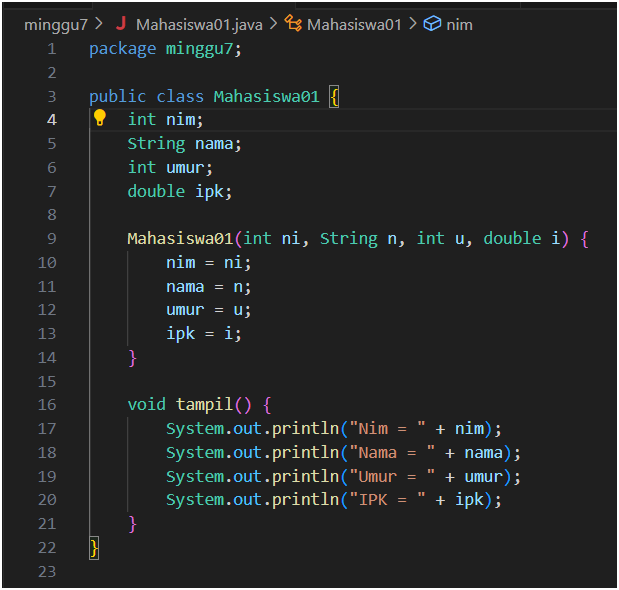 minggu7 > J Mahasiswa01.java > Mahasiswa01 > nim
1 package minggu7;
2
3 public class Mahasiswa01 {
4 int nim;
5 String nama;
6 int umur;
7 double ipk;
8
9 Mahasiswa01(int ni, String n, int u, double i) {
10 nim = ni;
11 nama = n;
12 umur = u;
13 ipk = i;
14 }
15
16 void tampil() {
17 System.out.println("Nim = " + nim);
18 System.out.println("Nama = " + nama);
19 System.out.println("Umur = " + umur);
20 System.out.println("IPK = " + ipk);
21 }
22 }
23